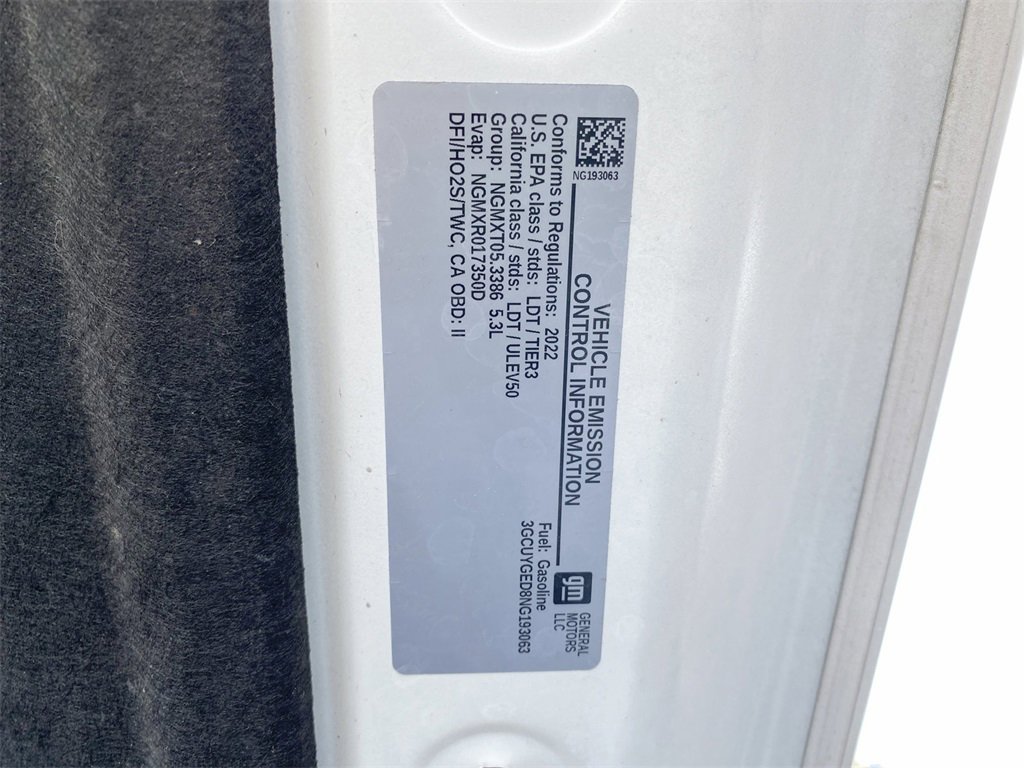 NG193063
VEHICLE EMISSION
CONTROL INFORMATION
gm
GENERAL
MOTORS
LLC
Conforms to Regulations: 2022
U.S. EPA class / stds: LDT / TIER3
California class / stds: LDT / ULEV50
Group: NGMXT05.3386 5.3L
Evap: NGMXR017350D
DFI/HO2S/TWC, CA OBD: II
Fuel: Gasoline
3GCUYGED8NG193063